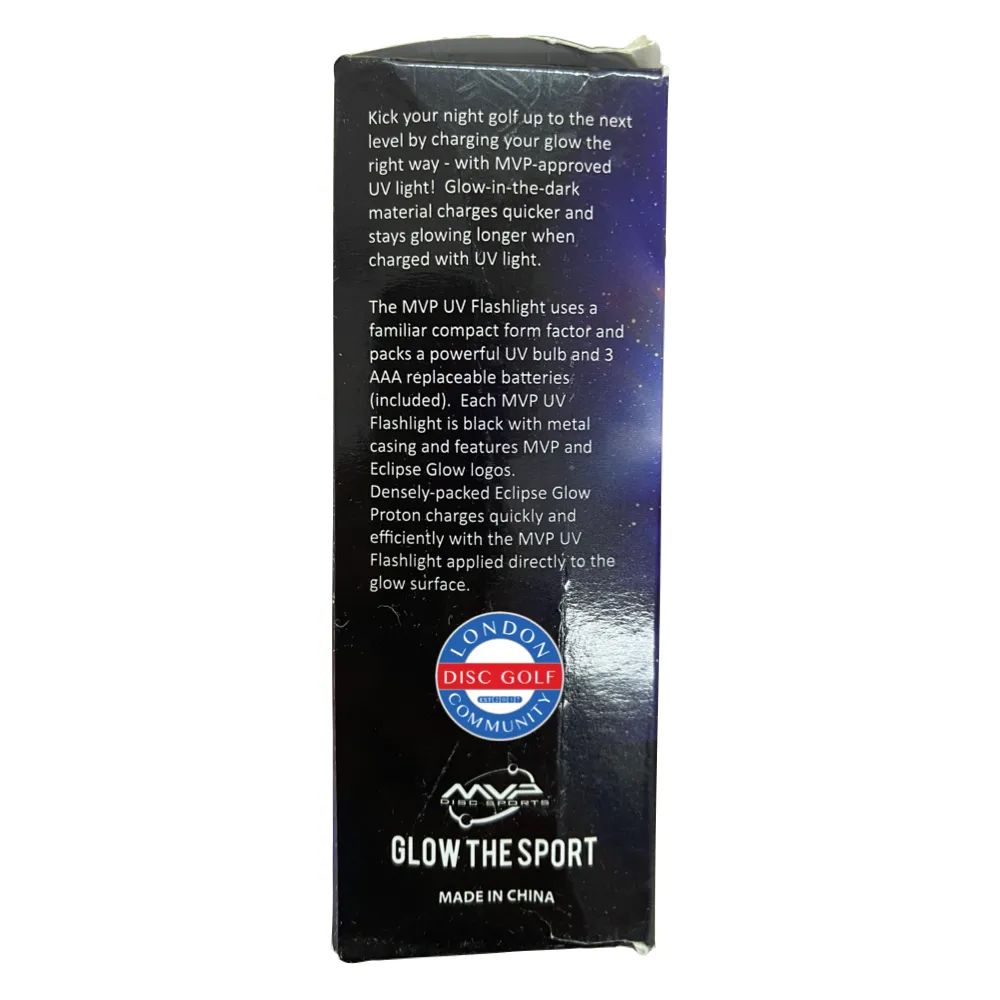 Kick your night golf up to the next
level by charging your glow the
right way - with MVP-approved
UV light!  Glow-in-the-dark
material charges quicker and
stays glowing longer when
charged with UV light.
The MVP UV Flashlight uses a
familiar compact form factor and
packs a powerful UV bulb and 3
AAA replaceable batteries
(included).  Each MVP UV
Flashlight is black with metal
casing and features MVP and
Eclipse Glow logos.
Densely-packed Eclipse Glow
Proton charges quickly and
efficiently with the MVP UV
Flashlight applied directly to the
glow surface.
LONDON
DISC GOLF
COMMUNITY
MVP
DISC SPORTS
GLOW THE SPORT
MADE IN CHINA